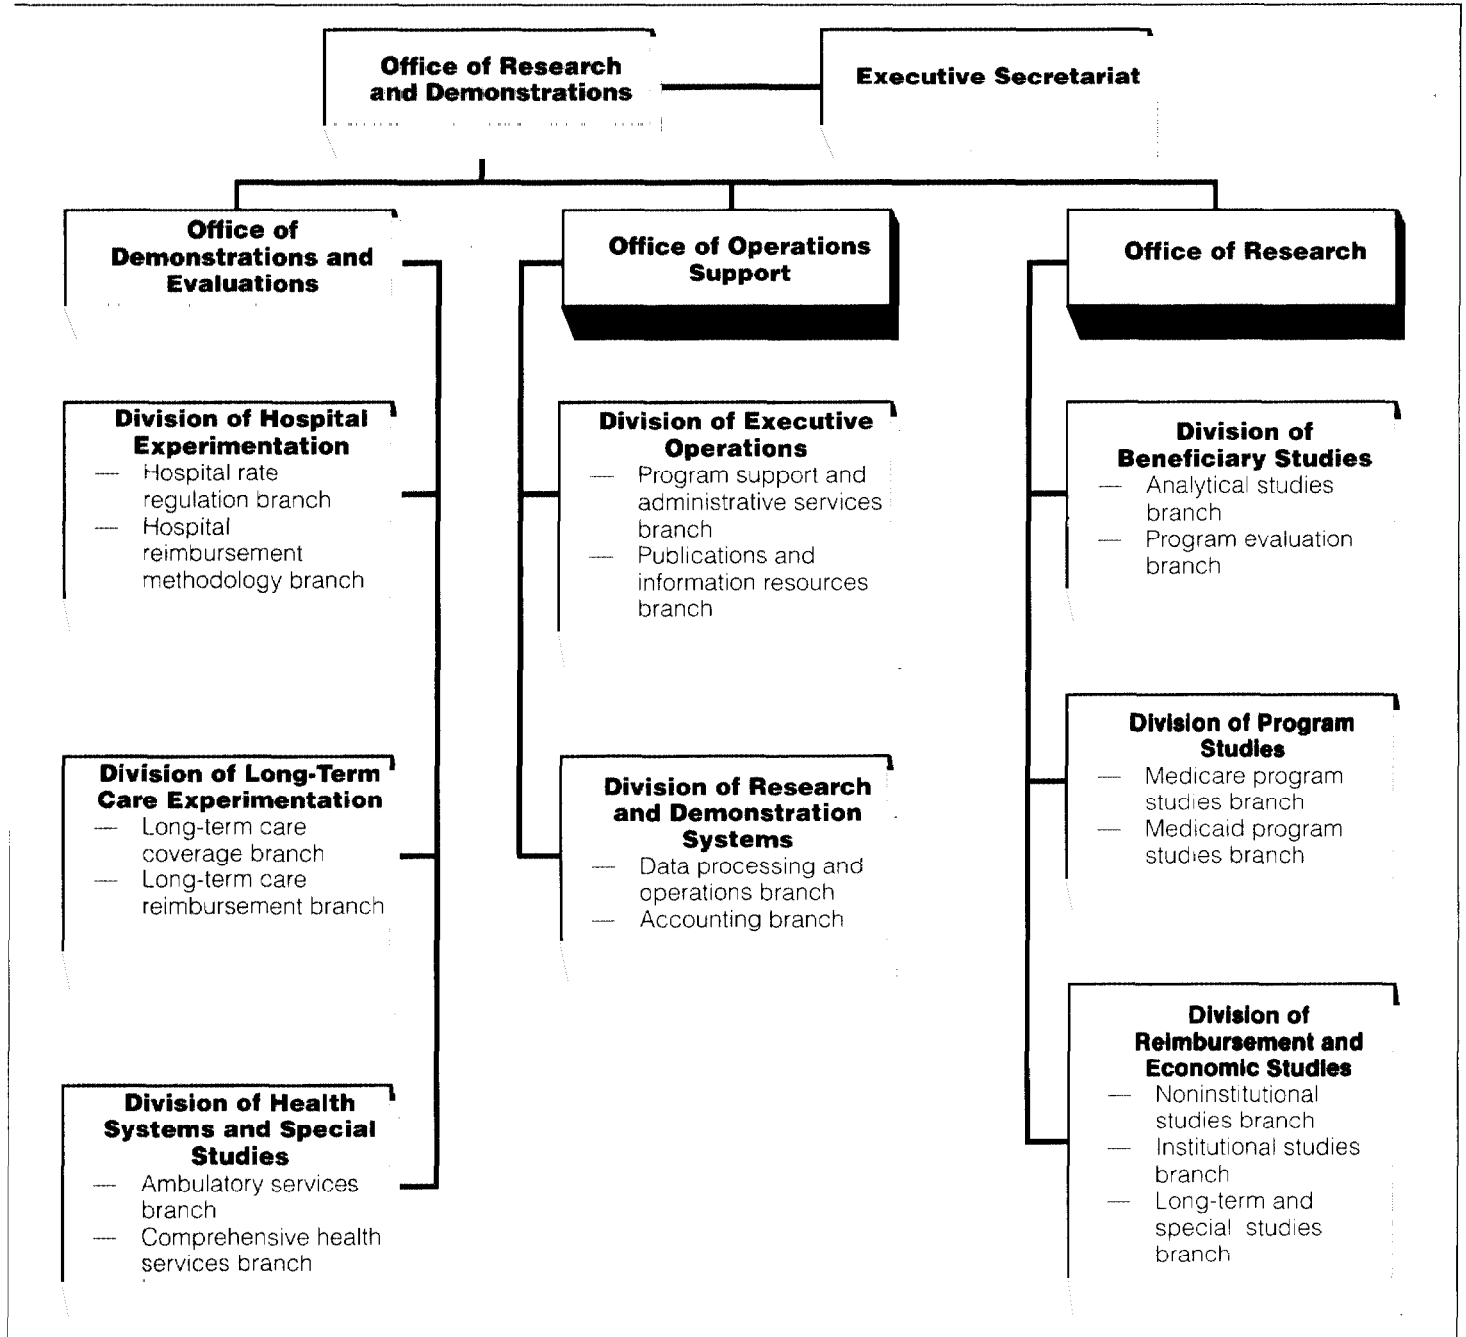 Office of Research
and Demonstrations
Executive Secretariat
Office of
Demonstrations and
Evaluations
Office of Operations
Support
Office of Research
Division of Hospital
Experimentation
— Hospital rate
regulation branch
— Hospital
reimbursement
methodology branch
Division of Executive
Operations
— Program support and
administrative services
branch
— Publications and
information resources
branch
Division of
Beneficiary Studies
— Analytical studies
branch
— Program evaluation
branch
Division of Program
Studies
— Medicare program
studies branch
— Medicaid program
studies branch
Division of Long-Term
Care Experimentation
— Long-term care
coverage branch
— Long-term care
reimbursement branch
Division of Research
and Demonstration
Systems
— Data processing and
operations branch
— Accounting branch
Division of Reimbursement and
Economic Studies
— Noninstitutional
studies branch
— Institutional studies
branch
— Long-term and
special studies
branch
Division of Health
Systems and Special
Studies
— Ambulatory services
branch
— Comprehensive health
services branch